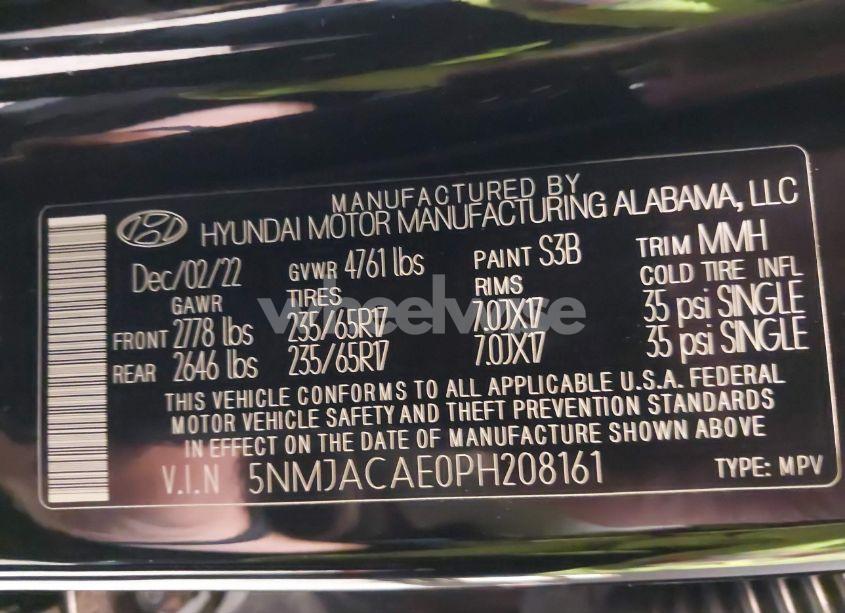 MANUFACTURED BY
HYUNDAI MOTOR MANUFACTURING ALABAMA, LLC
Dec/02/22 GVWR 4761 lbs PAINT S3B TRIM MMH
GAWR TIRES RIMS COLD TIRE INFL
FRONT 2778 lbs 235/65R17 7.0JX17 35 psi SINGLE
REAR 2646 lbs 235/65R17 7.0JX17 35 psi SINGLE
THIS VEHICLE CONFORMS TO ALL APPLICABLE U.S.A. FEDERAL
MOTOR VEHICLE SAFETY AND THEFT PREVENTION STANDARDS
IN EFFECT ON THE DATE OF MANUFACTURE SHOWN ABOVE
V.I.N 5NMJACAE0PH208161 TYPE: MPV